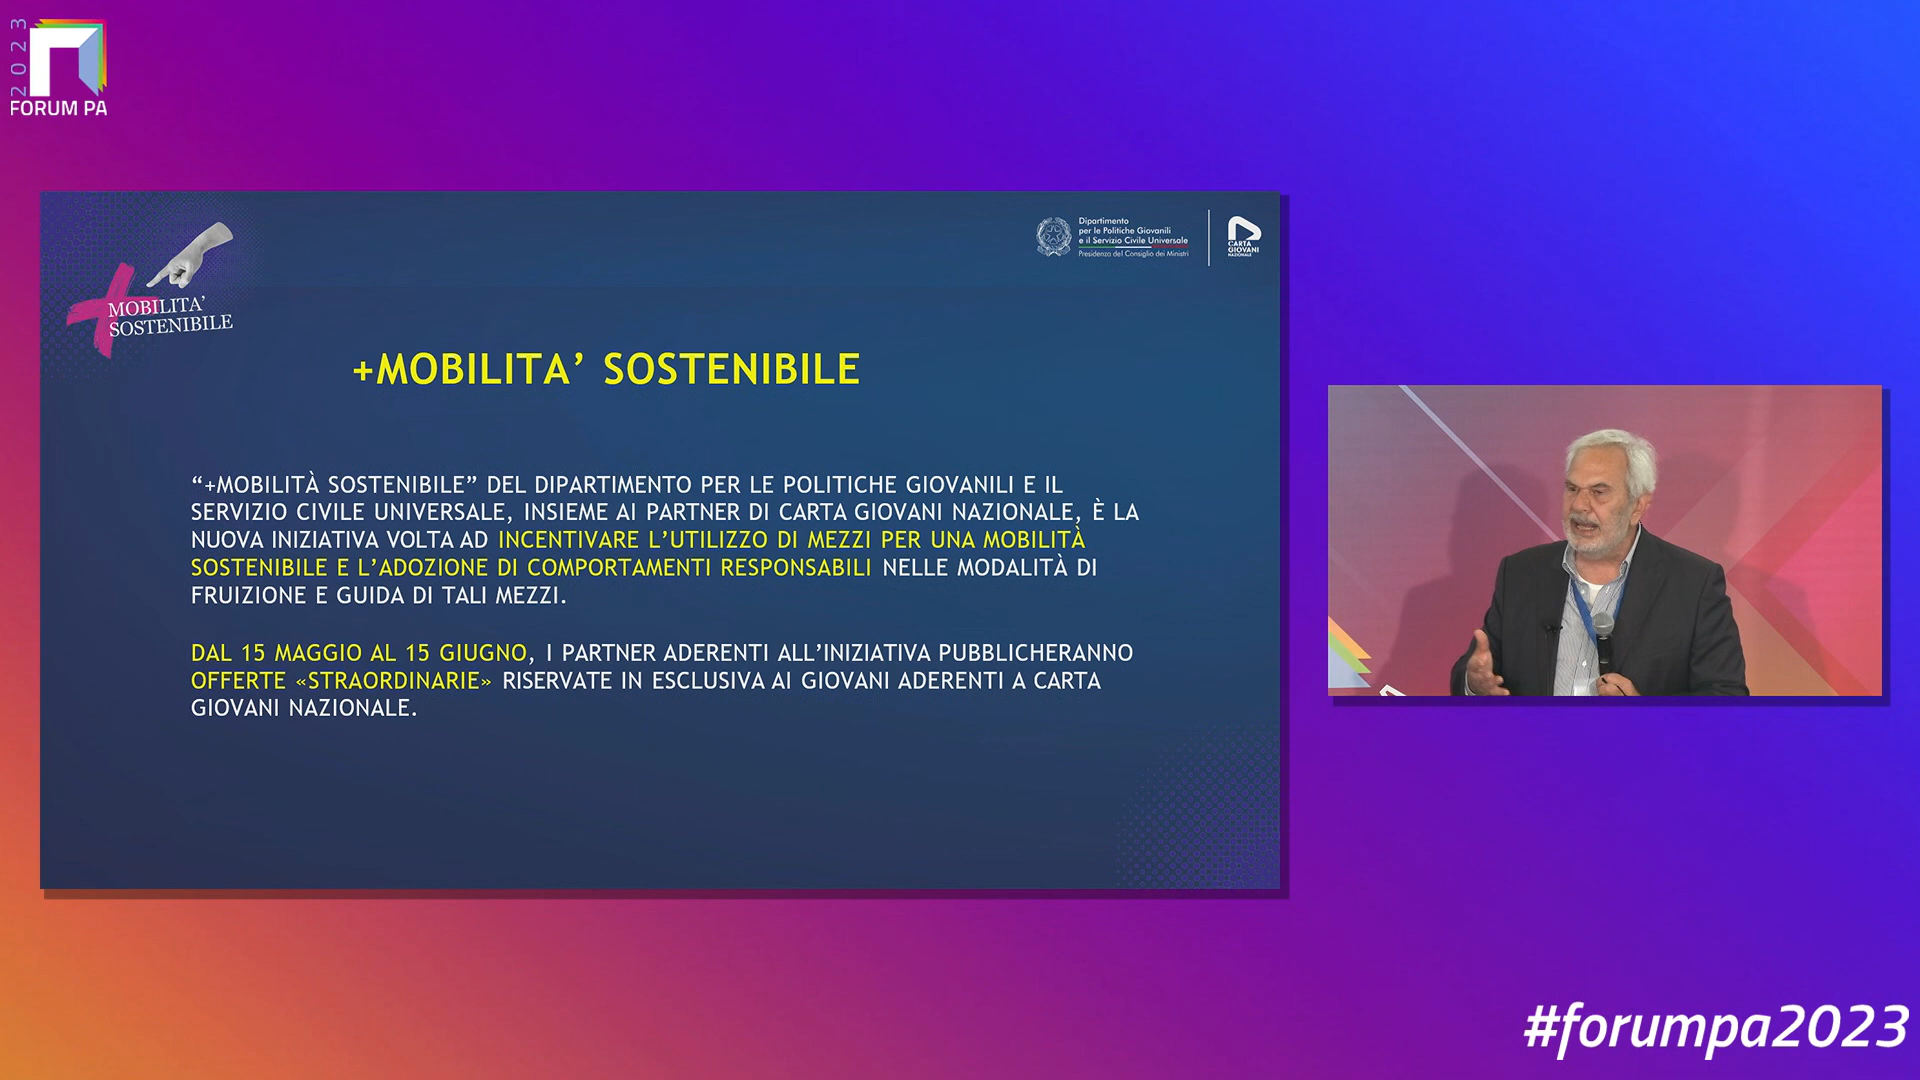 2023
FORUM PA
MOBILITA’
SOSTENIBILE
Dipartimento
per le Politiche Giovanili
e il Servizio Civile Universale
Presidenza del Consiglio dei Ministri
CARTA
GIOVANI
NAZIONALE
+MOBILITA’ SOSTENIBILE
“+MOBILITÀ SOSTENIBILE” DEL DIPARTIMENTO PER LE POLITICHE GIOVANILI E IL
SERVIZIO CIVILE UNIVERSALE, INSIEME AI PARTNER DI CARTA GIOVANI NAZIONALE, È LA
NUOVA INIZIATIVA VOLTA AD INCENTIVARE L’UTILIZZO DI MEZZI PER UNA MOBILITÀ
SOSTENIBILE E L’ADOZIONE DI COMPORTAMENTI RESPONSABILI NELLE MODALITÀ DI
FRUIZIONE E GUIDA DI TALI MEZZI.
DAL 15 MAGGIO AL 15 GIUGNO, I PARTNER ADERENTI ALL’INIZIATIVA PUBBLICHERANNO
OFFERTE «STRAORDINARIE» RISERVATE IN ESCLUSIVA AI GIOVANI ADERENTI A CARTA
GIOVANI NAZIONALE.
#forumpa2023